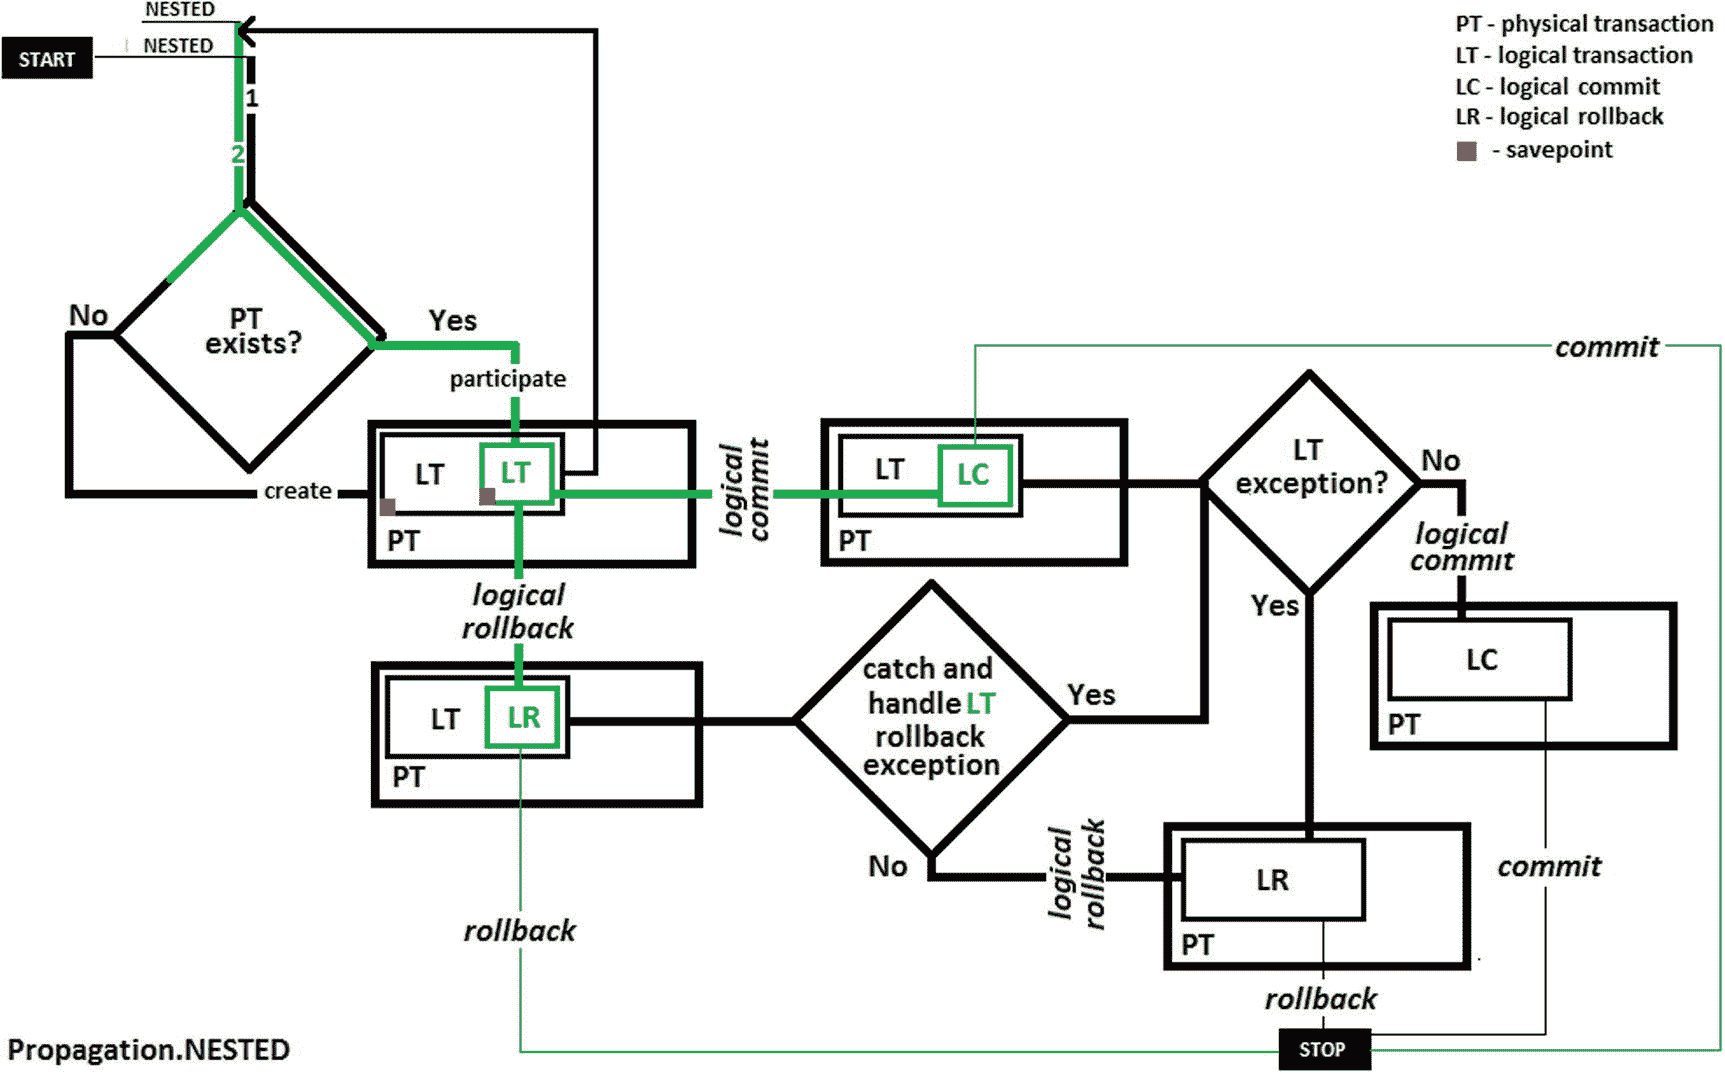 NESTED
NESTED
START
1
2
PT - physical transaction
LT - logical transaction
LC - logical commit
LR - logical rollback
- savepoint
No
PT
exists?
Yes
participate
create
LT
LT
PT
logical
commit
LT
LC
PT
commit
LT
exception?
No
Yes
logical
commit
LC
PT
logical
rollback
LT
LR
PT
catch and
handle LT
rollback
exception
Yes
No
logical
rollback
LR
PT
commit
rollback
rollback
STOP
Propagation.NESTED